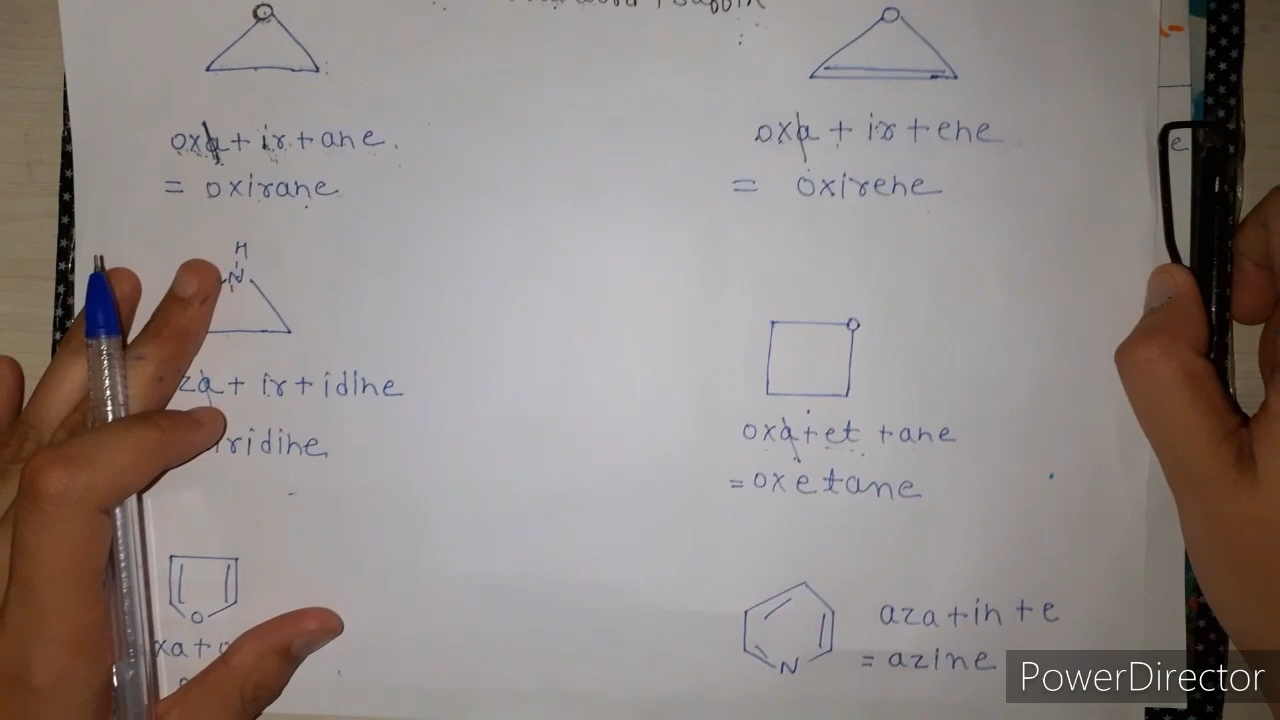 oxa + ir + ane.
= oxirane
oxa + ir + ene
= oxirene
H
N
za + ir + idine
ridine
oxa + et + ane
= oxetane
O
xa +
N
aza + in + e
= azine
e
PowerDirector